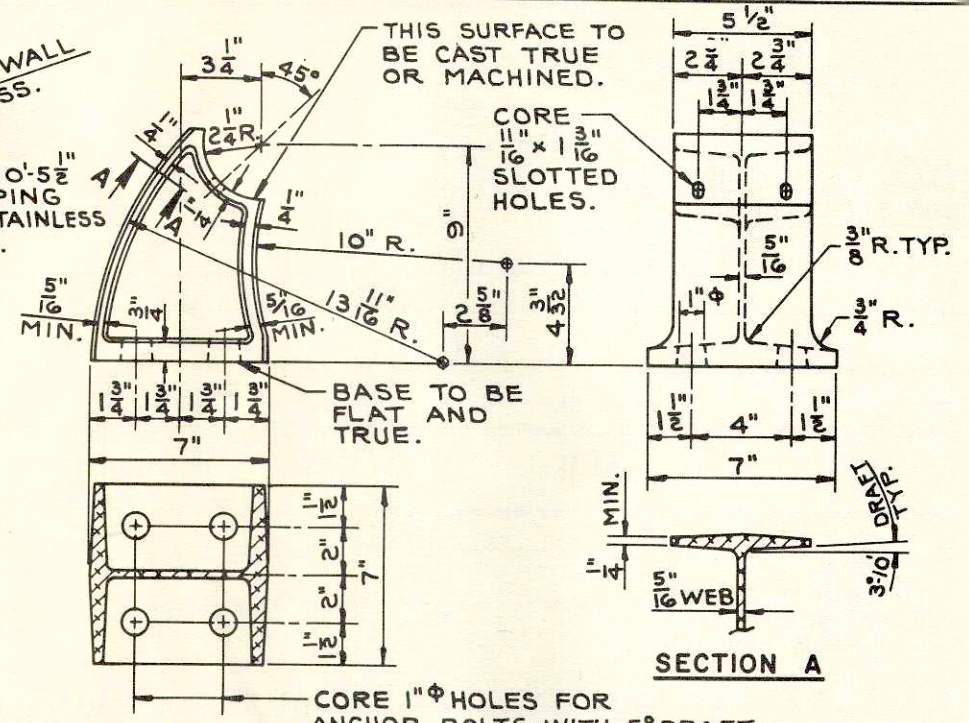 WALL
SS.
0'-5 1/2"
PING
TAINLESS
.
3 1/4"
45°
THIS SURFACE TO
BE CAST TRUE
OR MACHINED.
2 1/4" R.
1/4"
A
A
1/4"
1/4"
10" R.
9"
13 11/16" R.
2 5/8"
4 3/32"
5/16"
MIN.
3/4"
5/16"
MIN.
BASE TO BE
FLAT AND
TRUE.
1 3/4" 1 3/4" 1 3/4" 1 3/4"
7"
5 1/2"
2 3/4"
1 3/4" 1 3/4"
CORE
11/16" x 1 3/16"
SLOTTED
HOLES.
5/16"
3/8" R. TYP.
1" Φ
3/4" R.
1 1/2" 4" 1 1/2"
7"
1 1/2"
2"
2"
1 1/2"
7"
CORE 1" Φ HOLES FOR
ANCHOR BOLTS WITH 5° DRAFT
MIN.
1/4"
DRAFT
TYP.
3°-10'
5/16" WEB
SECTION A